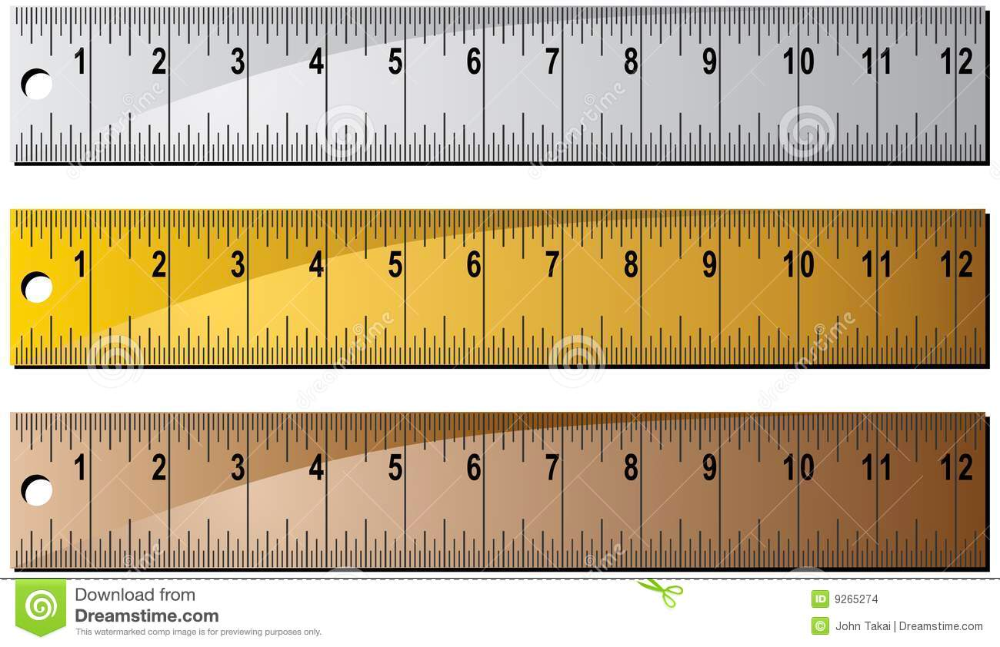 1 2 3 4 5 6 7 8 9 10 11 12
1 2 3 4 5 6 7 8 9 10 11 12
1 2 3 4 5 6 7 8 9 10 11 12
dreamstime
Download from
Dreamstime.com
This watermarked comp image is for previewing purposes only.
ID 9265274
© John Takai | Dreamstime.com